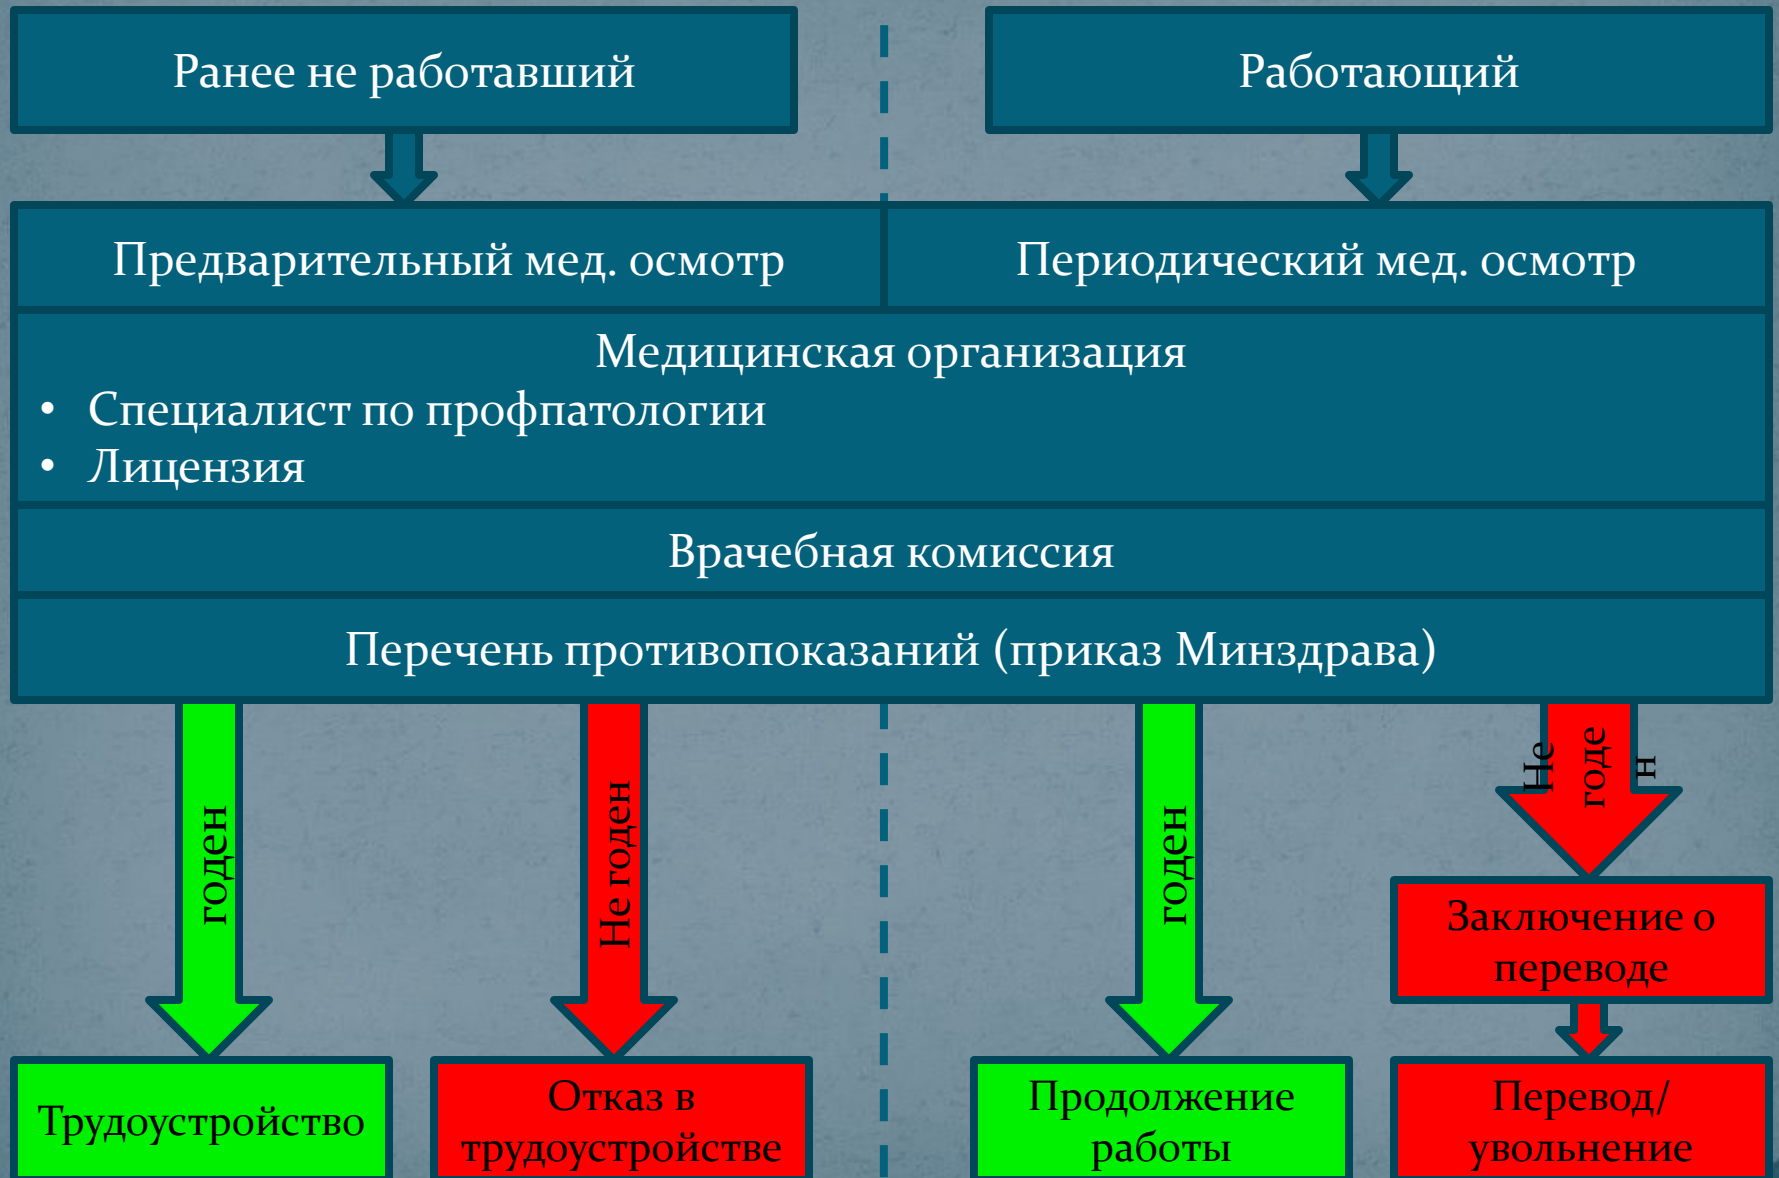 Ранее не работавший
Работающий
Предварительный мед. осмотр
Периодический мед. осмотр
Медицинская организация
• Специалист по профпатологии
• Лицензия
Врачебная комиссия
Перечень противопоказаний (приказ Минздрава)
годен
Не годен
годен
Не
годе
н
Заключение о
переводе
Трудоустройство
Отказ в
трудоустройстве
Продолжение
работы
Перевод/
увольнение